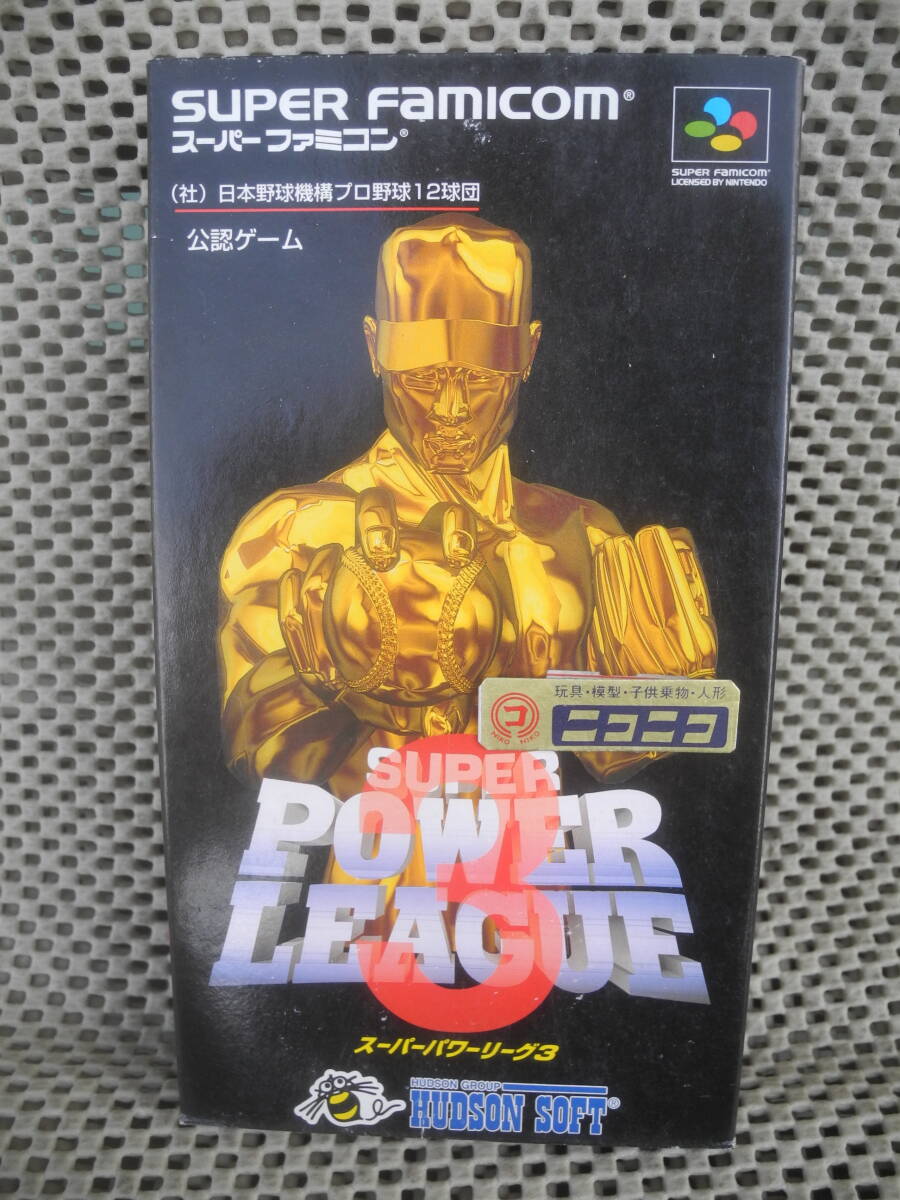 SUPER FAMICOM®
スーパーファミコン®
SUPER FAMICOM®
LICENSED BY NINTENDO
(社)日本野球機構プロ野球12球団
公認ゲーム
玩具・模型・子供乗物・人形
コ
NIKO NIKO
ニコニコ
3
SUPER
POWER
LEAGUE
スーパーパワーリーグ3
HUDSON GROUP
HUDSON SOFT®